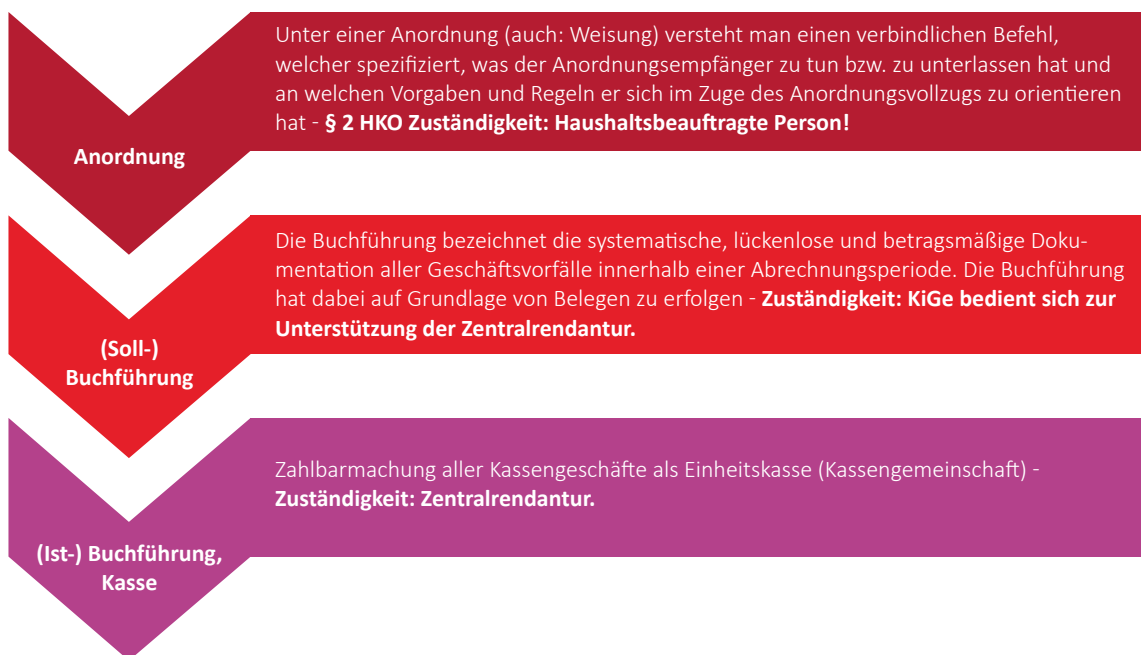 Unter einer Anordnung (auch: Weisung) versteht man einen verbindlichen Befehl,
welcher spezifiziert, was der Anordnungsempfänger zu tun bzw. zu unterlassen hat und
an welchen Vorgaben und Regeln er sich im Zuge des Anordnungsvollzugs zu orientieren
hat - § 2 HKO Zuständigkeit: Haushaltsbeauftragte Person!
Anordnung
Die Buchführung bezeichnet die systematische, lückenlose und betragsmäßige Doku-
mentation aller Geschäftsvorfälle innerhalb einer Abrechnungsperiode. Die Buchführung
hat dabei auf Grundlage von Belegen zu erfolgen - Zuständigkeit: KiGe bedient sich zur
Unterstützung der Zentralrendantur.
(Soll-)
Buchführung
Zahlbarmachung aller Kassengeschäfte als Einheitskasse (Kassengemeinschaft) -
Zuständigkeit: Zentralrendantur.
(Ist-) Buchführung,
Kasse